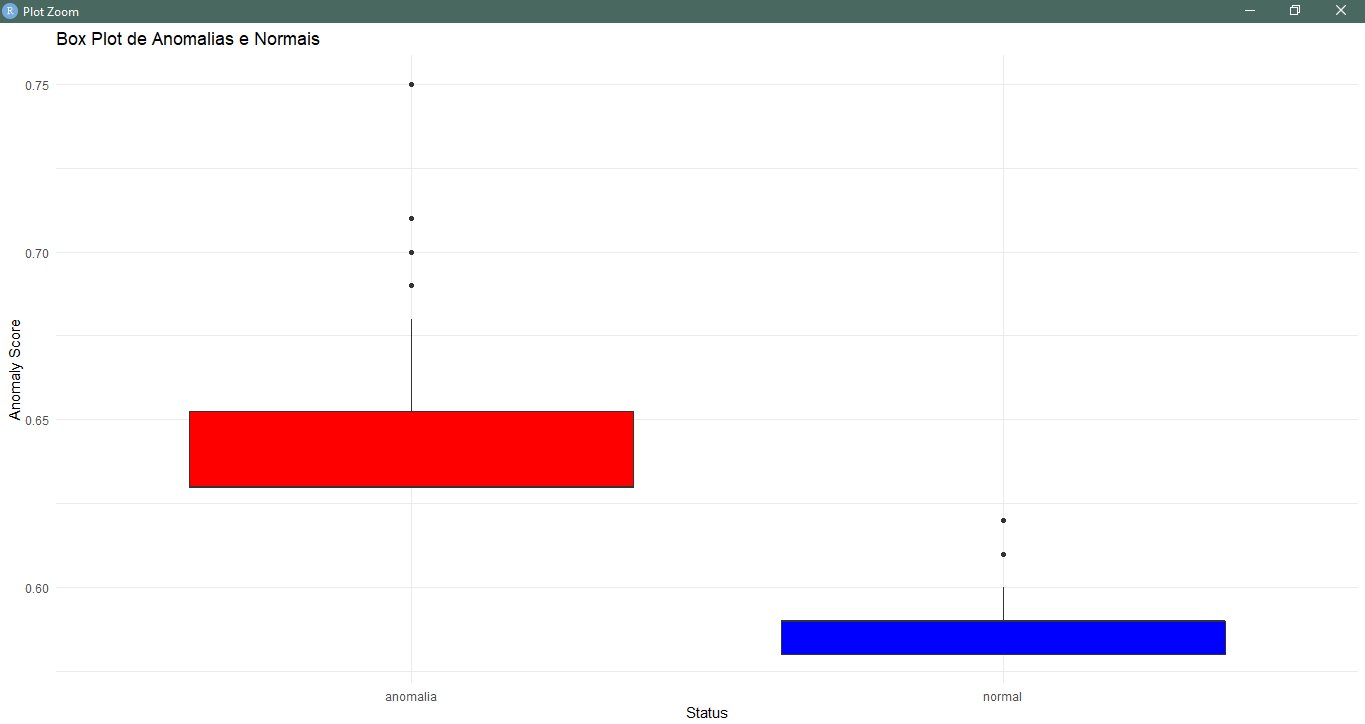 R Plot Zoom
Box Plot de Anomalias e Normais
0.75
0.70
0.65
0.60
Anomaly Score
anomalia
normal
Status